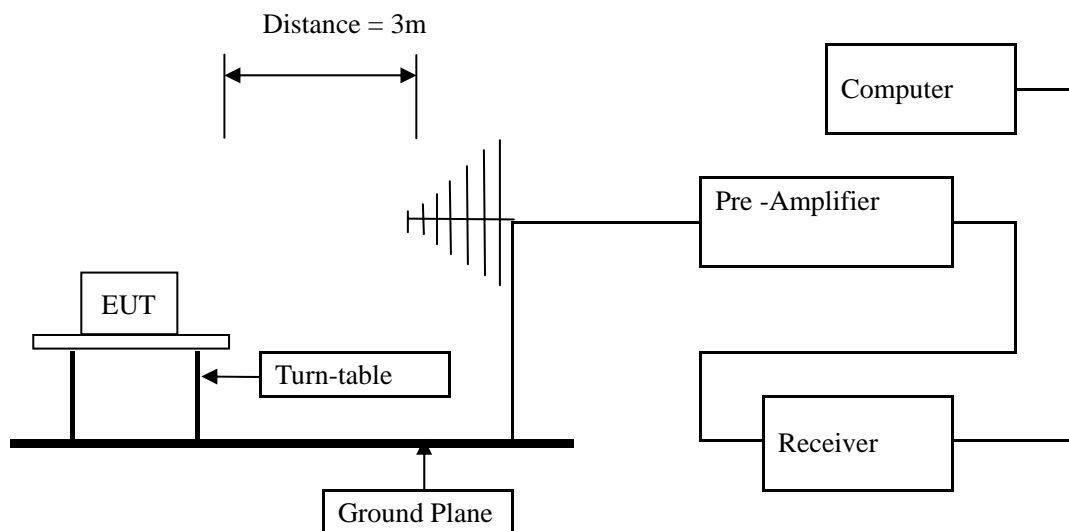 Distance = 3m
Computer
Pre -Amplifier
EUT
Turn-table
Receiver
Ground Plane